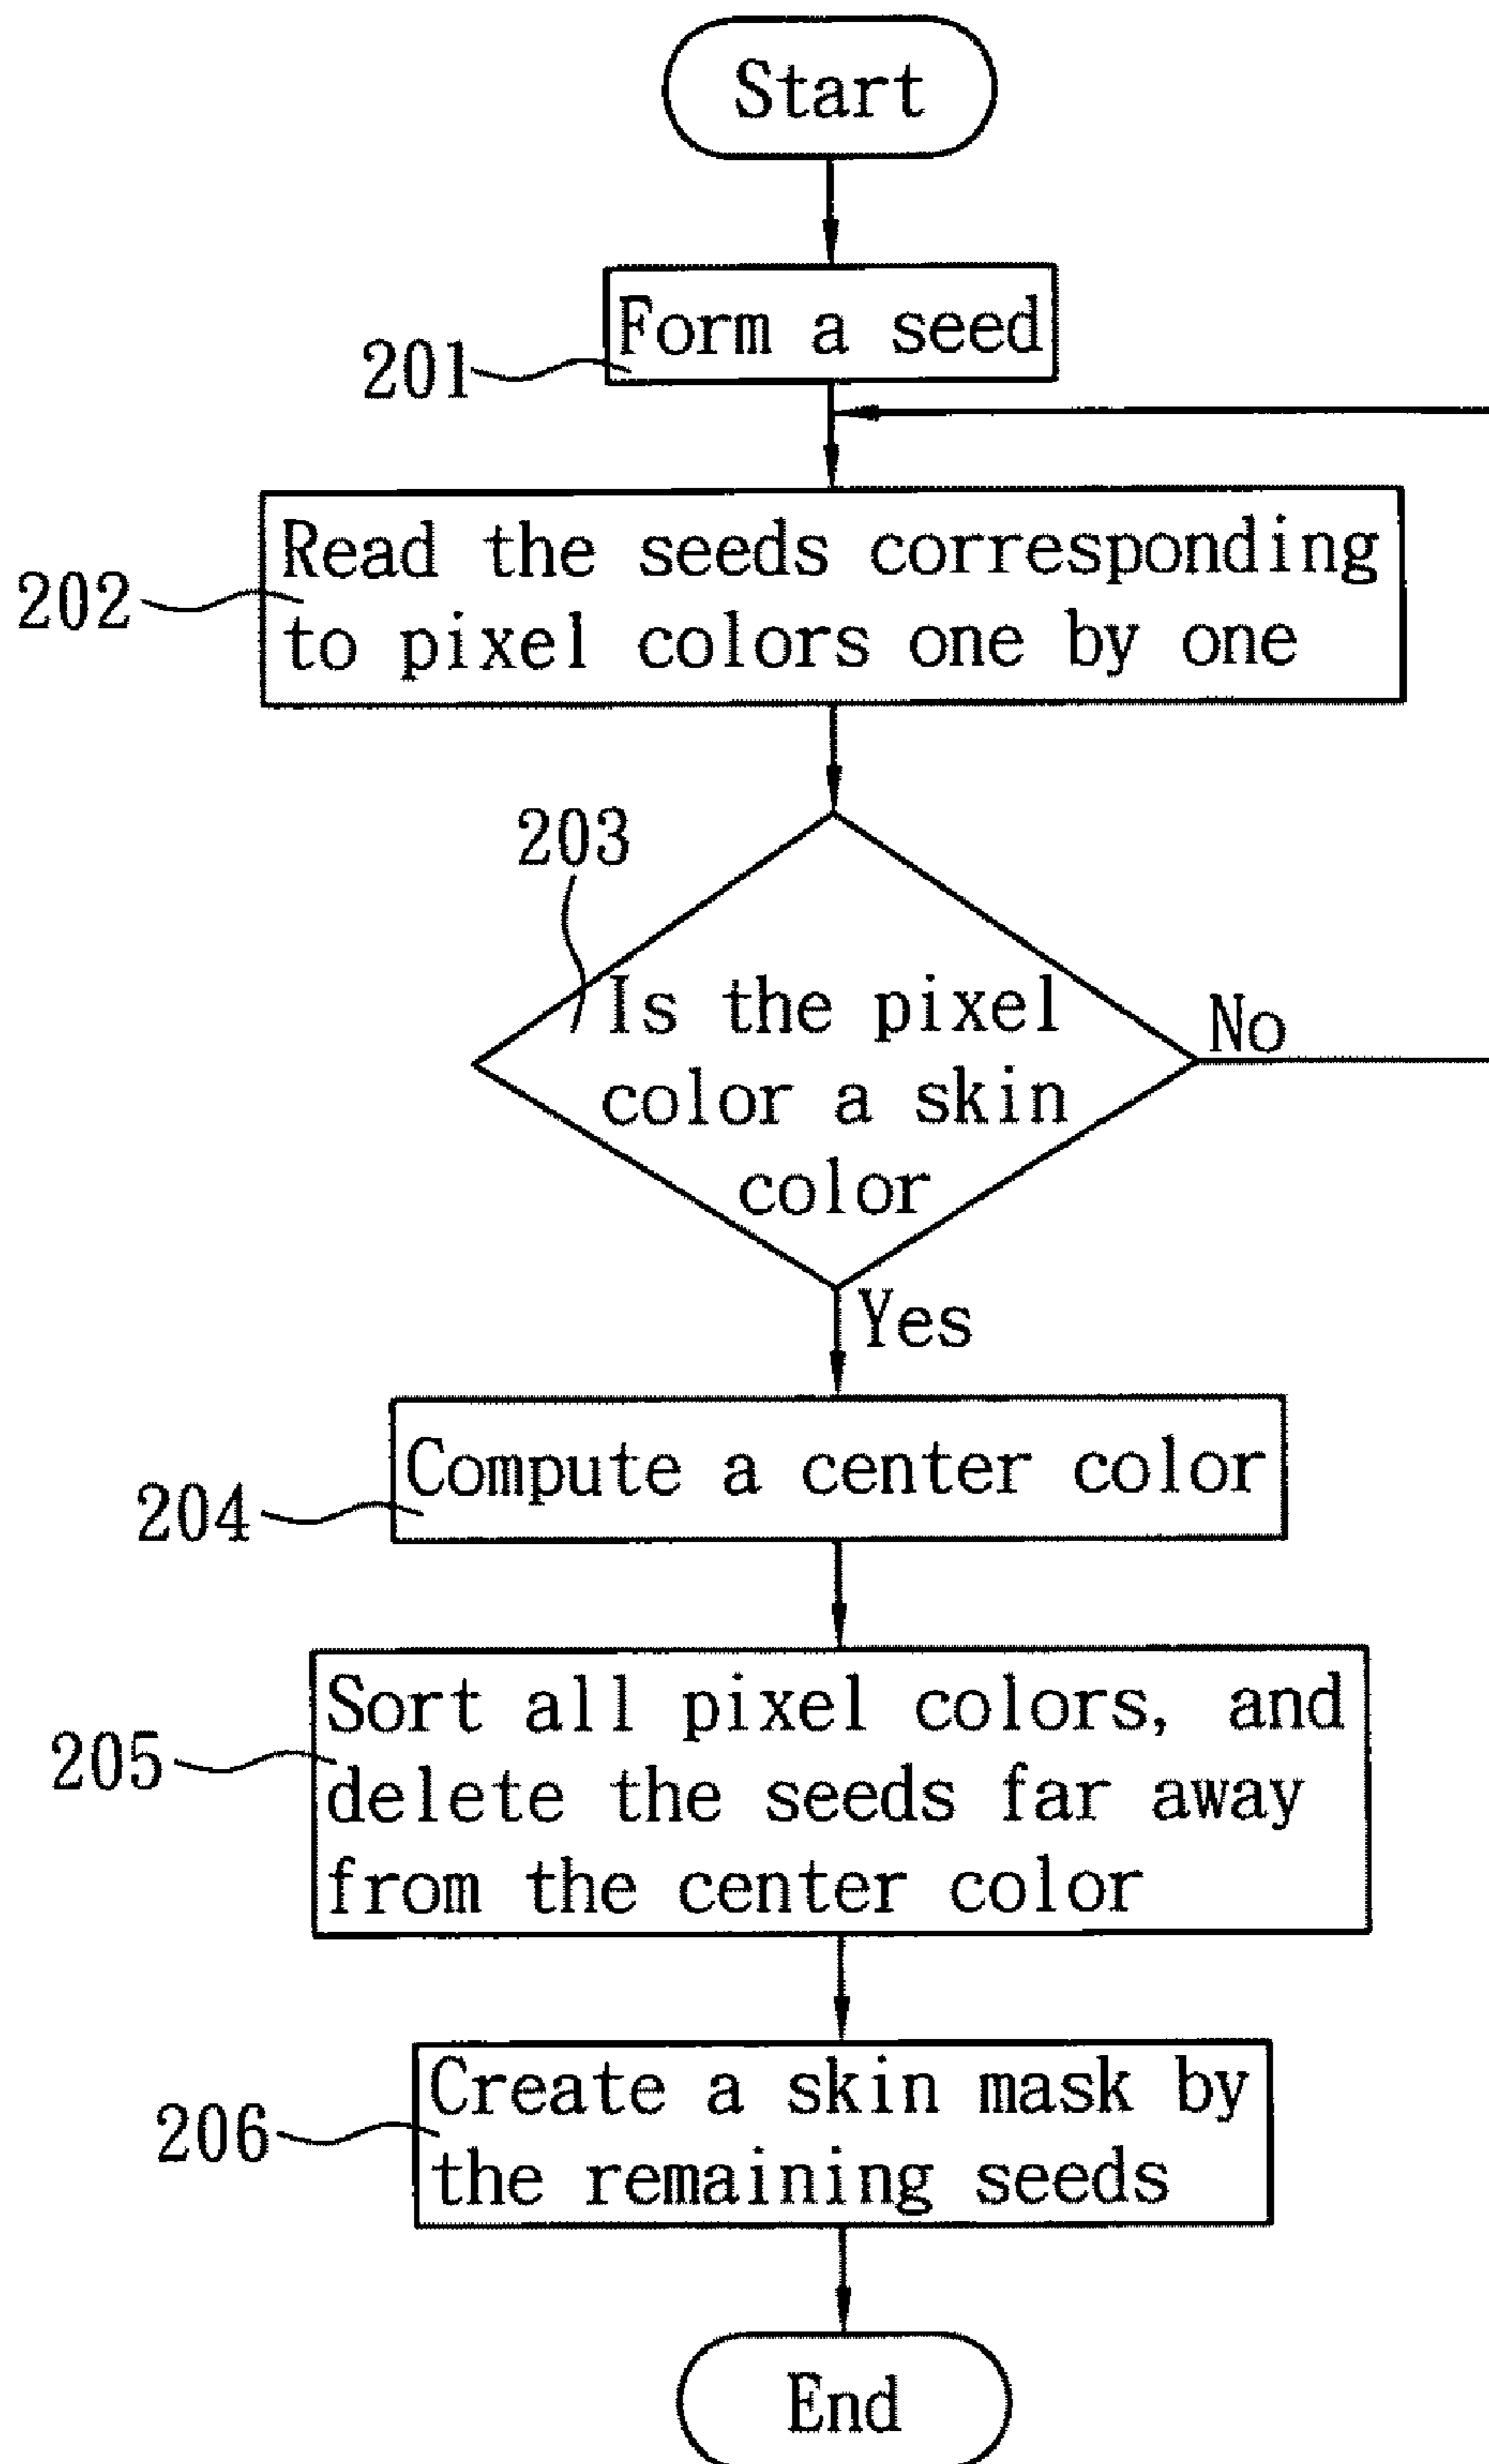 Start
Form a seed
201
Read the seeds corresponding
to pixel colors one by one
202
203
Is the pixel
color a skin
color
No
Yes
Compute a center color
204
Sort all pixel colors, and
delete the seeds far away
from the center color
205
Create a skin mask by
the remaining seeds
206
End